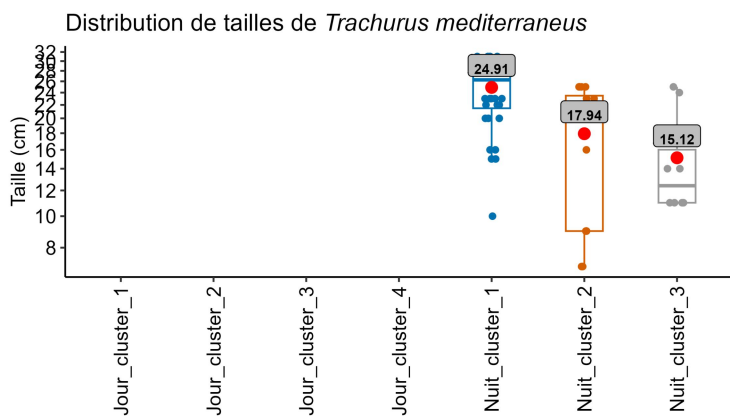 Distribution de tailles de Trachurus mediterraneus
Taille (cm)
32
30
28
26
24
22
20
18
16
14
12
10
8
24.91
17.94
15.12
Jour_cluster_1
Jour_cluster_2
Jour_cluster_3
Jour_cluster_4
Nuit_cluster_1
Nuit_cluster_2
Nuit_cluster_3